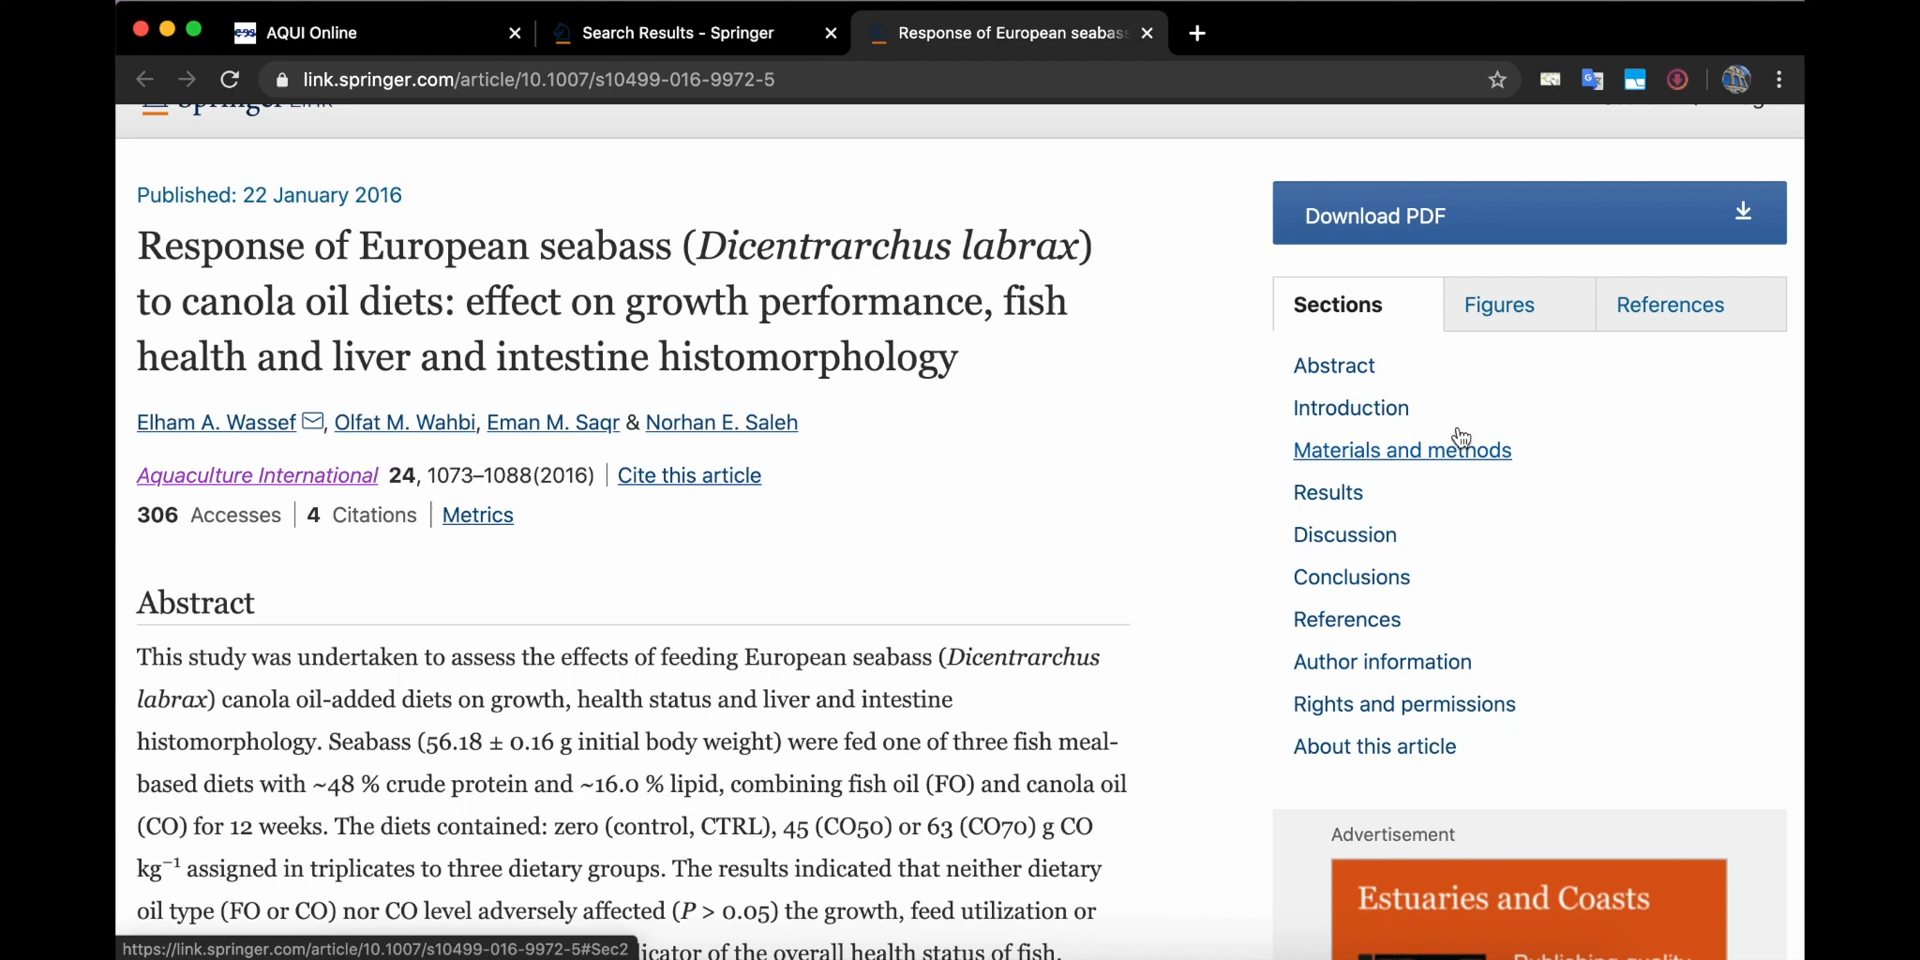 AQUI Online
Search Results - Springer
Response of European seabass
link.springer.com/article/10.1007/s10499-016-9972-5
Springer Link
Published: 22 January 2016
Response of European seabass (Dicentrarchus labrax)
to canola oil diets: effect on growth performance, fish
health and liver and intestine histomorphology
Elham A. Wassef, Olfat M. Wahbi, Eman M. Saqr & Norhan E. Saleh
Aquaculture International 24, 1073–1088(2016) | Cite this article
306 Accesses | 4 Citations | Metrics
Abstract
This study was undertaken to assess the effects of feeding European seabass (Dicentrarchus
labrax) canola oil-added diets on growth, health status and liver and intestine
histomorphology. Seabass (56.18 ± 0.16 g initial body weight) were fed one of three fish meal-
based diets with ~48 % crude protein and ~16.0 % lipid, combining fish oil (FO) and canola oil
(CO) for 12 weeks. The diets contained: zero (control, CTRL), 45 (CO50) or 63 (CO70) g CO
kg⁻¹ assigned in triplicates to three dietary groups. The results indicated that neither dietary
oil type (FO or CO) nor CO level adversely affected (P > 0.05) the growth, feed utilization or
icator of the overall health status of fish.
https://link.springer.com/article/10.1007/s10499-016-9972-5#Sec2
Download PDF
Sections
Figures
References
Abstract
Introduction
Materials and methods
Results
Discussion
Conclusions
References
Author information
Rights and permissions
About this article
Advertisement
Estuaries and Coasts
Publishing quality